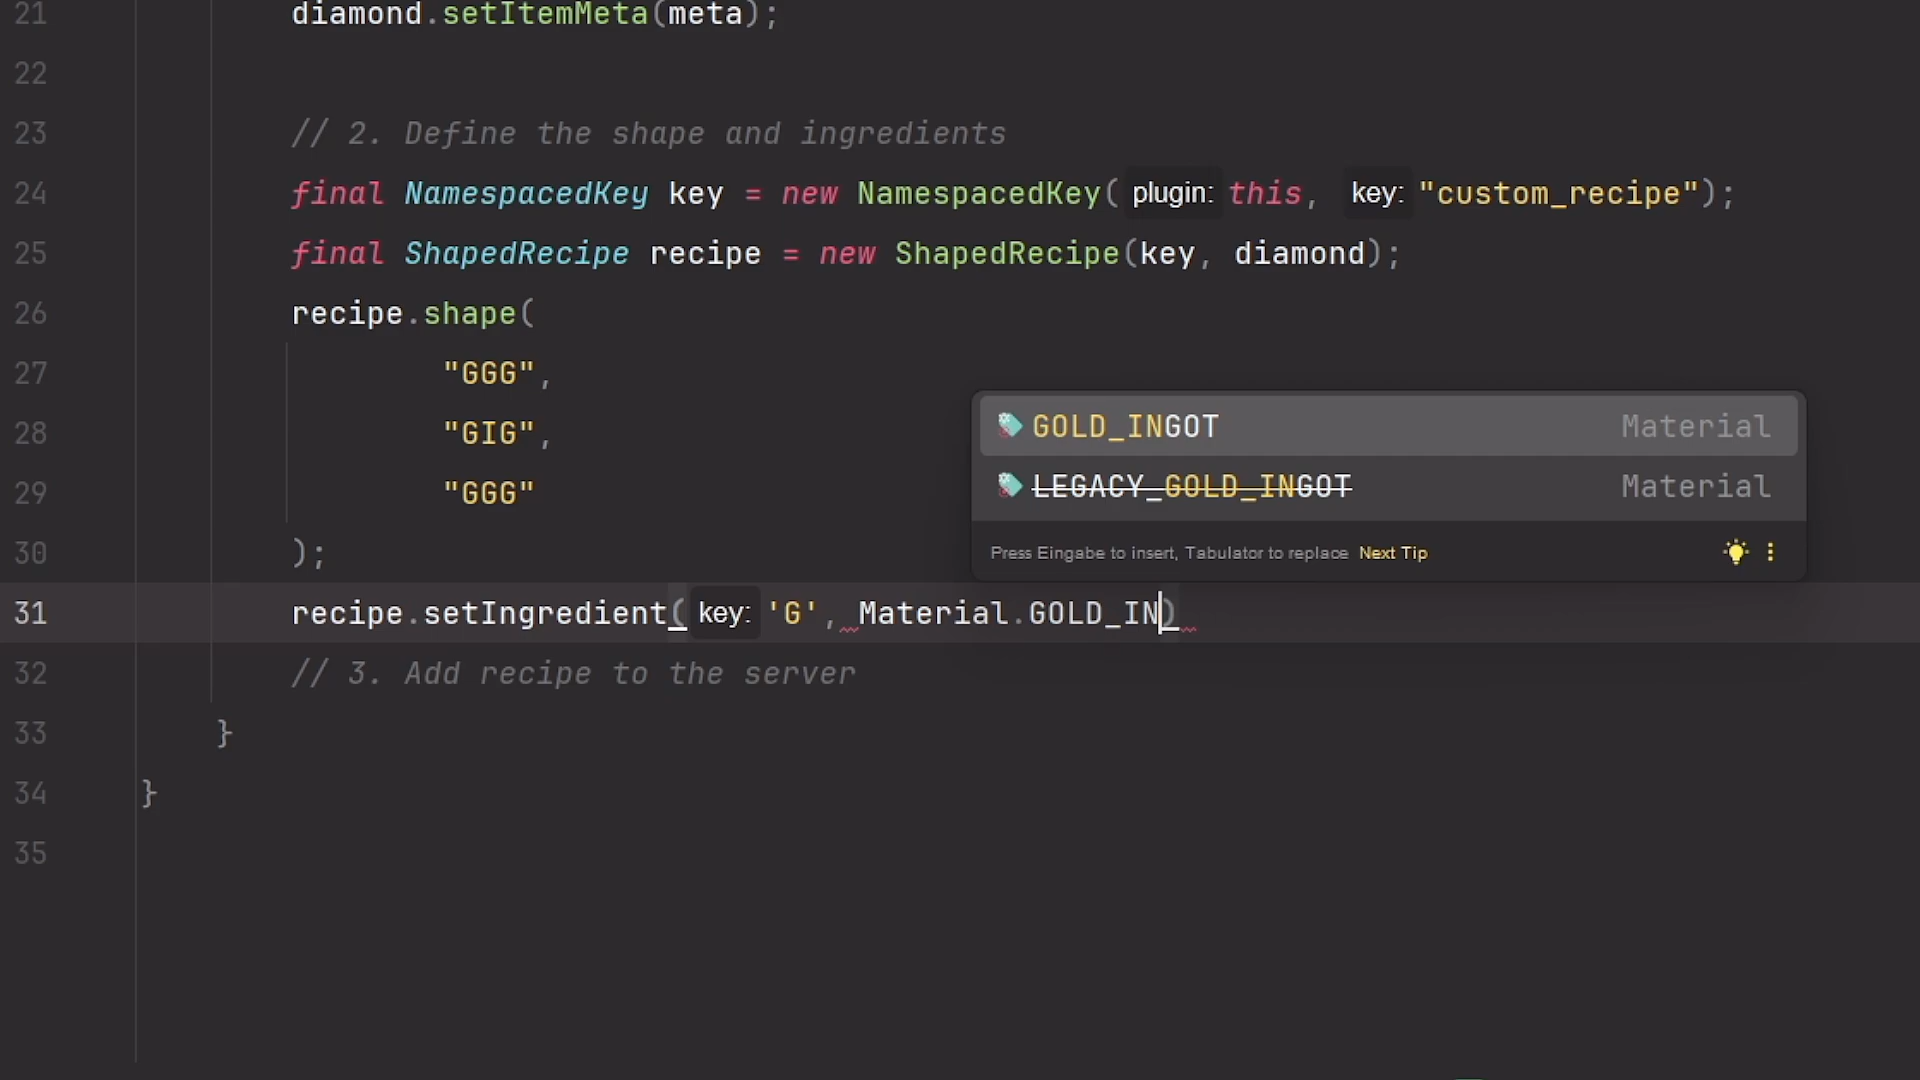 21 diamond.setItemMeta(meta);
22
23 // 2. Define the shape and ingredients
24 final NamespacedKey key = new NamespacedKey( plugin: this, key: "custom_recipe");
25 final ShapedRecipe recipe = new ShapedRecipe(key, diamond);
26 recipe.shape(
27 "GGG",
28 "GIG",
29 "GGG"
30 );
31 recipe.setIngredient( key: 'G', Material.GOLD_IN)
GOLD_INGOT Material
LEGACY_GOLD_INGOT Material
Press Eingabe to insert, Tabulator to replace Next Tip
32 // 3. Add recipe to the server
33 }
34 }
35